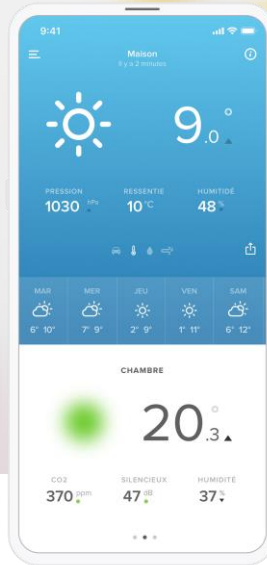 9:41
Maison
Il y a 2 minutes
9.0°
PRESSION RESSENTIE HUMITIDÉ
1030 hPa 10°C 48%
MAR MER JEU VEN SAM
6° 10° 7° 9° 2° 9° 1° 11° 6° 12°
CHAMBRE
20.3°
CO2 SILENCIEUX HUMIDITÉ
370 ppm 47 dB 37%